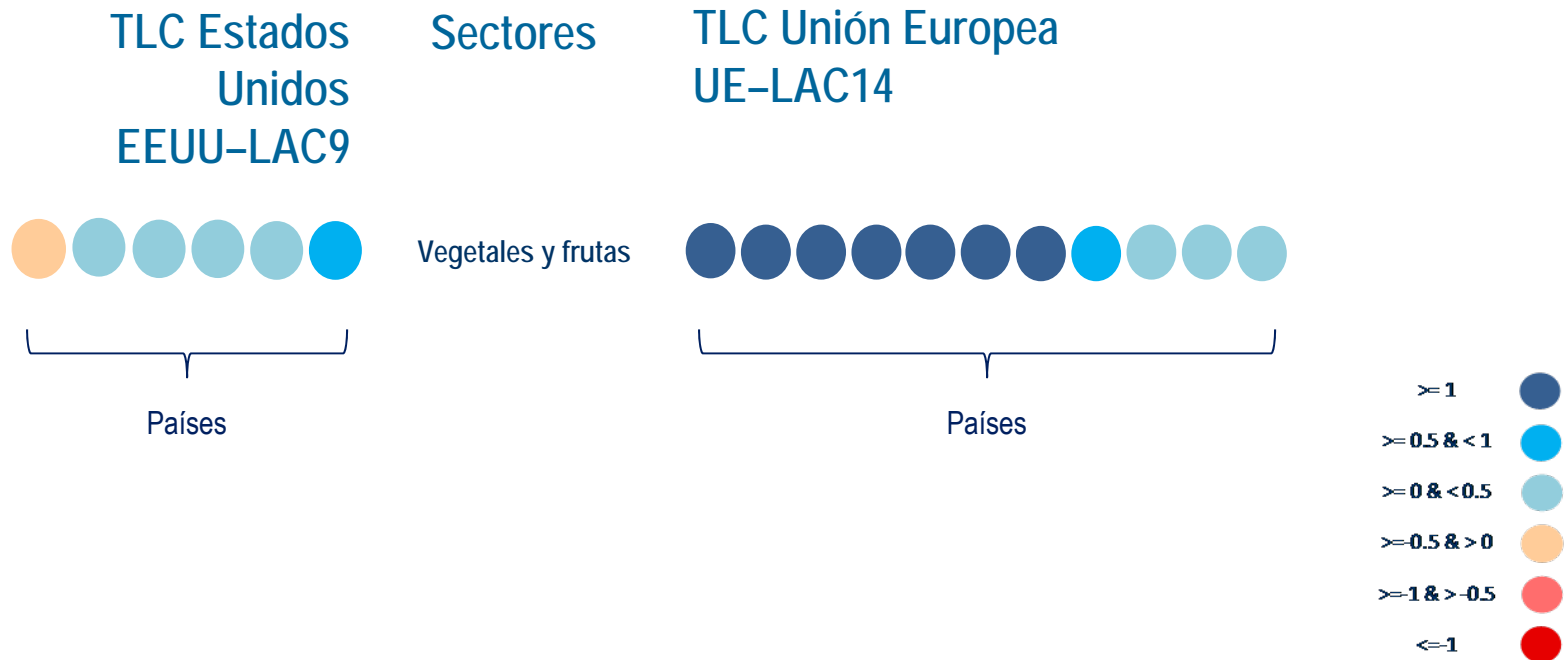 TLC Estados
Unidos
EEUU–LAC9
Sectores
TLC Unión Europea
UE–LAC14
Vegetales y frutas
Países
Países
>= 1
>= 0.5 & < 1
>= 0 & < 0.5
>=-0.5 & > 0
>=-1 & > -0.5
<=-1